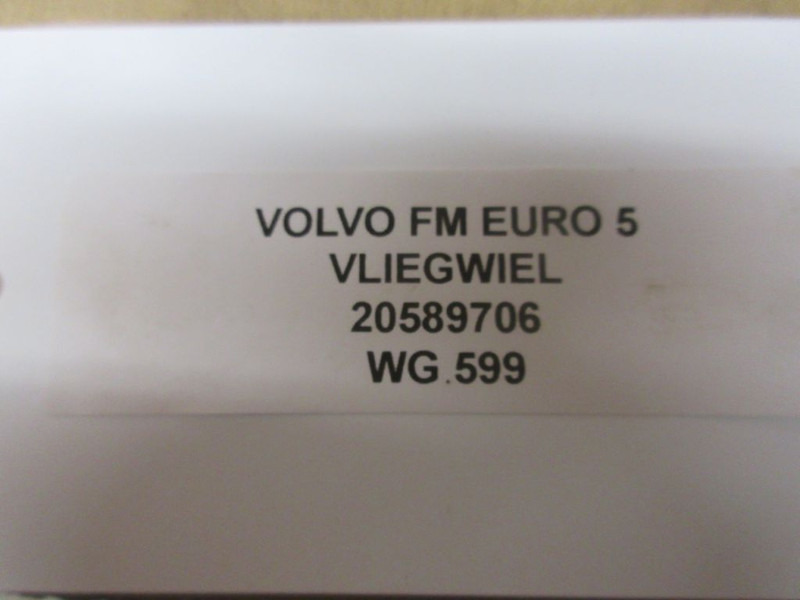 VOLVO FM EURO 5
VLIEGWIEL
20589706
WG.599